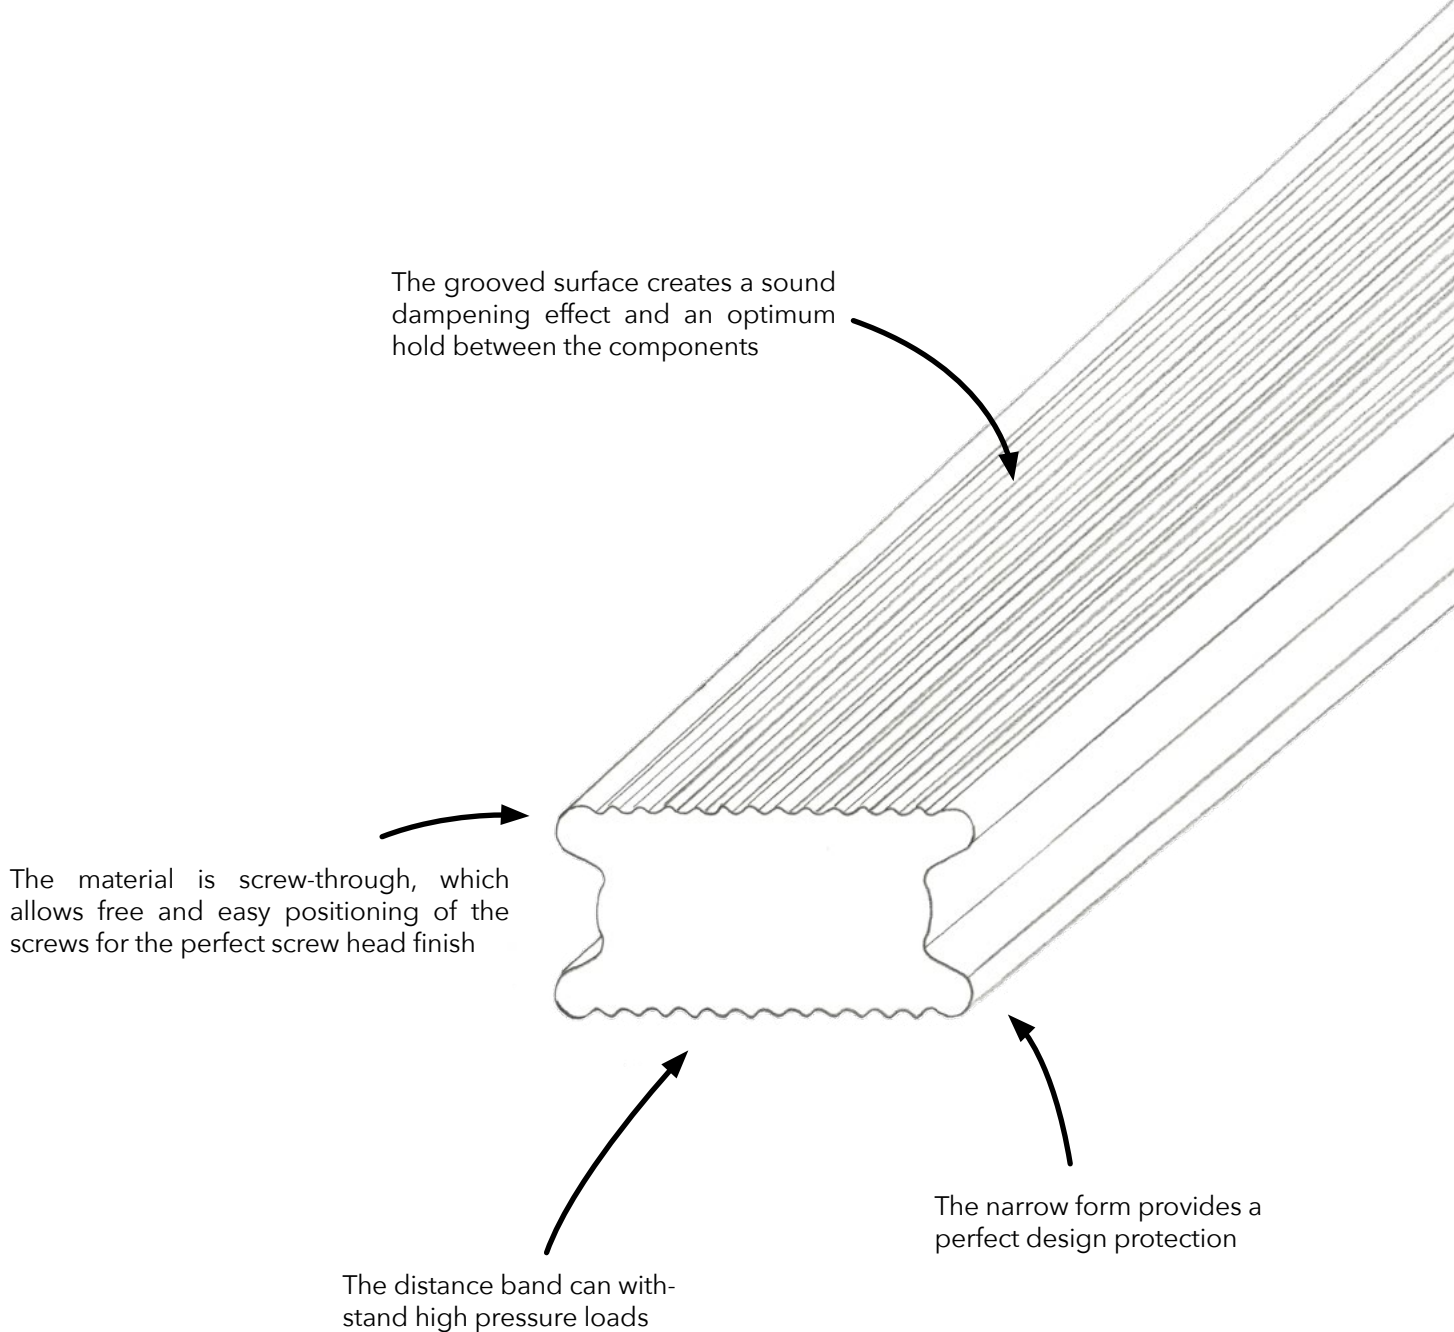 The grooved surface creates a sound
dampening effect and an optimum
hold between the components
The material is screw-through, which
allows free and easy positioning of the
screws for the perfect screw head finish
The narrow form provides a
perfect design protection
The distance band can with-
stand high pressure loads